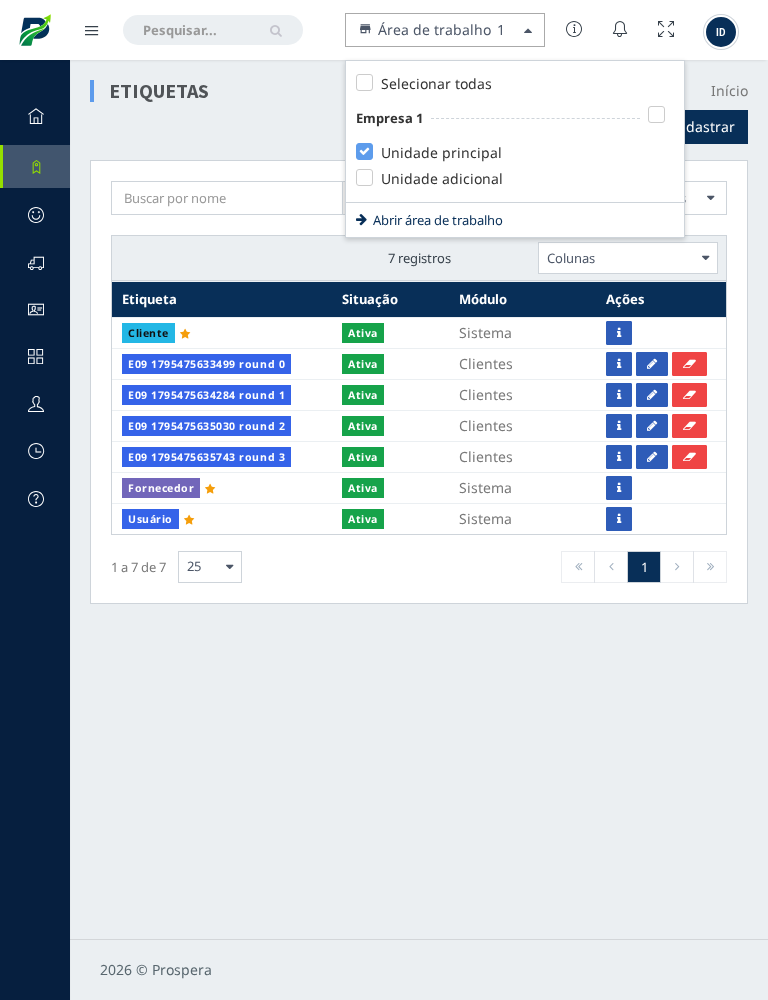 Pesquisar...
Área de trabalho 1
ID
ETIQUETAS
Início
dastrar
Selecionar todas
Empresa 1
Unidade principal
Unidade adicional
Abrir área de trabalho
Buscar por nome
7 registros
Colunas
Etiqueta Situação Módulo Ações
Cliente Ativa Sistema
E09 1795475633499 round 0 Ativa Clientes
E09 1795475634284 round 1 Ativa Clientes
E09 1795475635030 round 2 Ativa Clientes
E09 1795475635743 round 3 Ativa Clientes
Fornecedor Ativa Sistema
Usuário Ativa Sistema
1 a 7 de 7 25 « ‹ 1 › »
2026 © Prospera